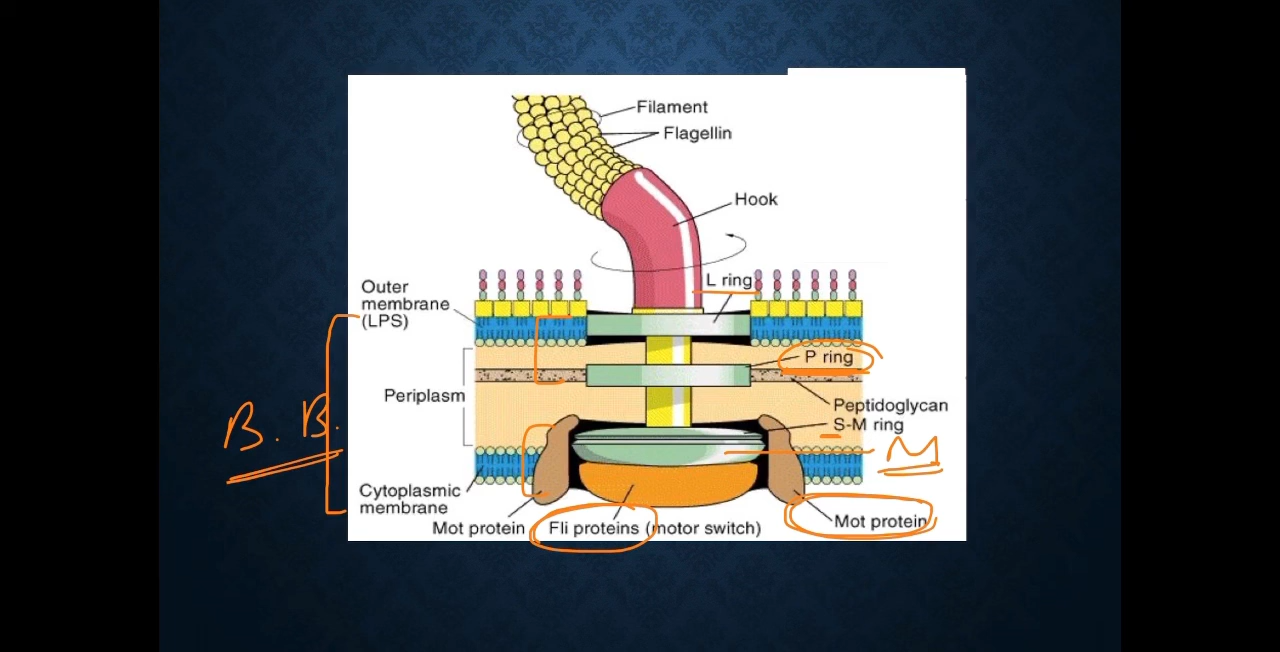 Filament
Flagellin
Hook
L ring
Outer
membrane
(LPS)
P ring
Periplasm
Peptidoglycan
S-M ring
B. B.
M
Cytoplasmic
membrane
Mot protein
Fli proteins (motor switch)
Mot protein